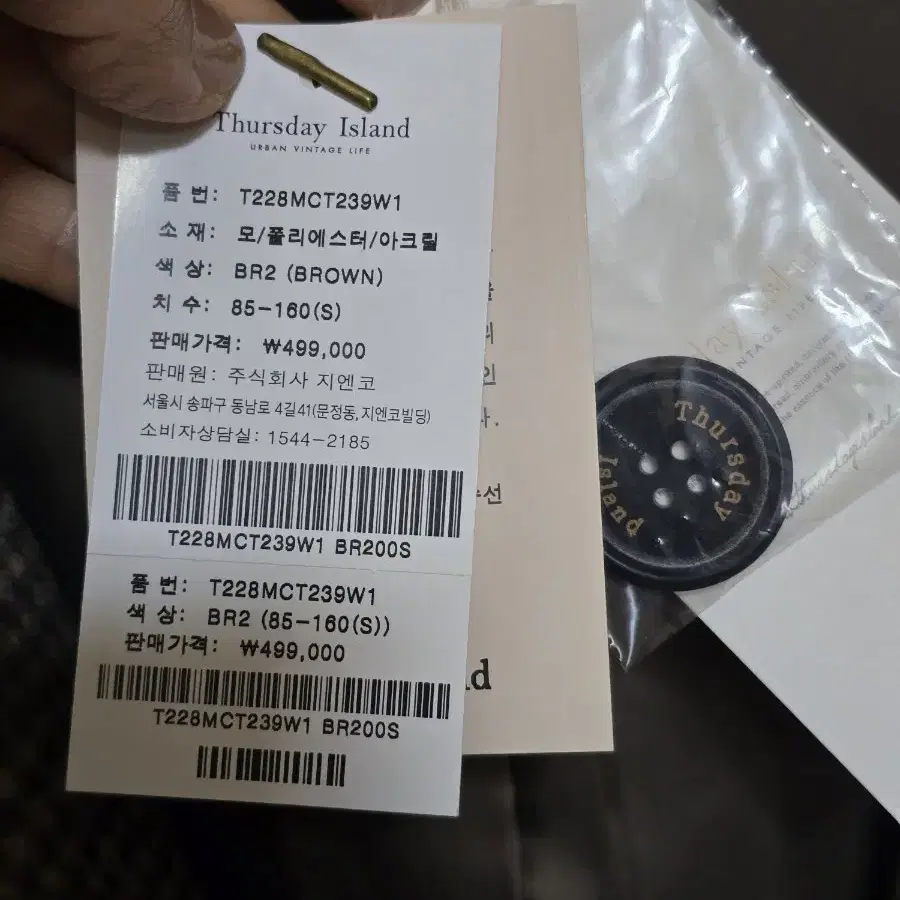 Thursday Island
URBAN VINTAGE LIFE
품 번: T228MCT239W1
소 재: 모/폴리에스터/아크릴
색 상: BR2 (BROWN)
치 수: 85-160(S)
판매가격: ₩499,000
판매원: 주식회사 지엔코
서울시 송파구 동남로 4길41(문정동,지엔코빌딩)
소비자상담실: 1544-2185
T228MCT239W1 BR200S
품 번: T228MCT239W1
색 상: BR2 (85-160(S))
판매가격: ₩499,000
T228MCT239W1 BR200S
Thursday
Island